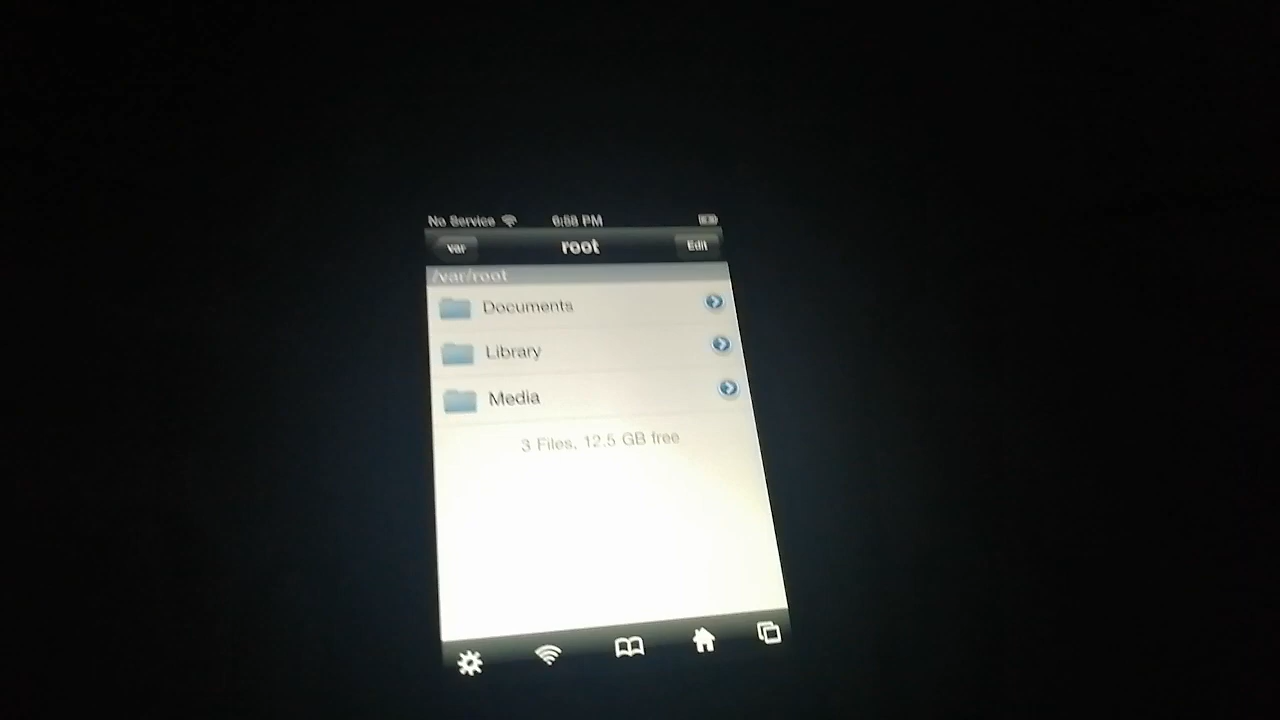 No Service 6:58 PM
var root Edit
/var/root
Documents
Library
Media
3 Files, 12.5 GB free